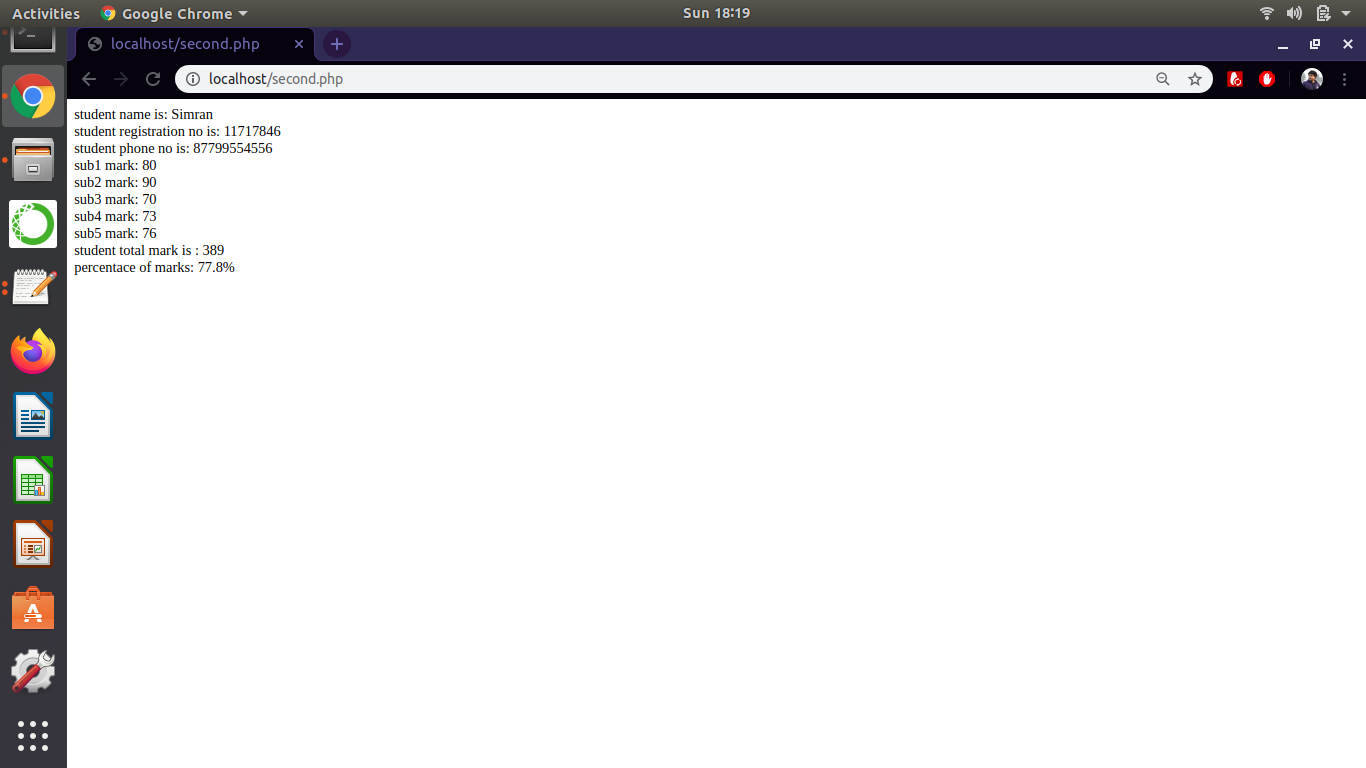 Activities
Google Chrome
Sun 18:19
localhost/second.php
localhost/second.php
student name is: Simran
student registration no is: 11717846
student phone no is: 87799554556
sub1 mark: 80
sub2 mark: 90
sub3 mark: 70
sub4 mark: 73
sub5 mark: 76
student total mark is : 389
percentace of marks: 77.8%